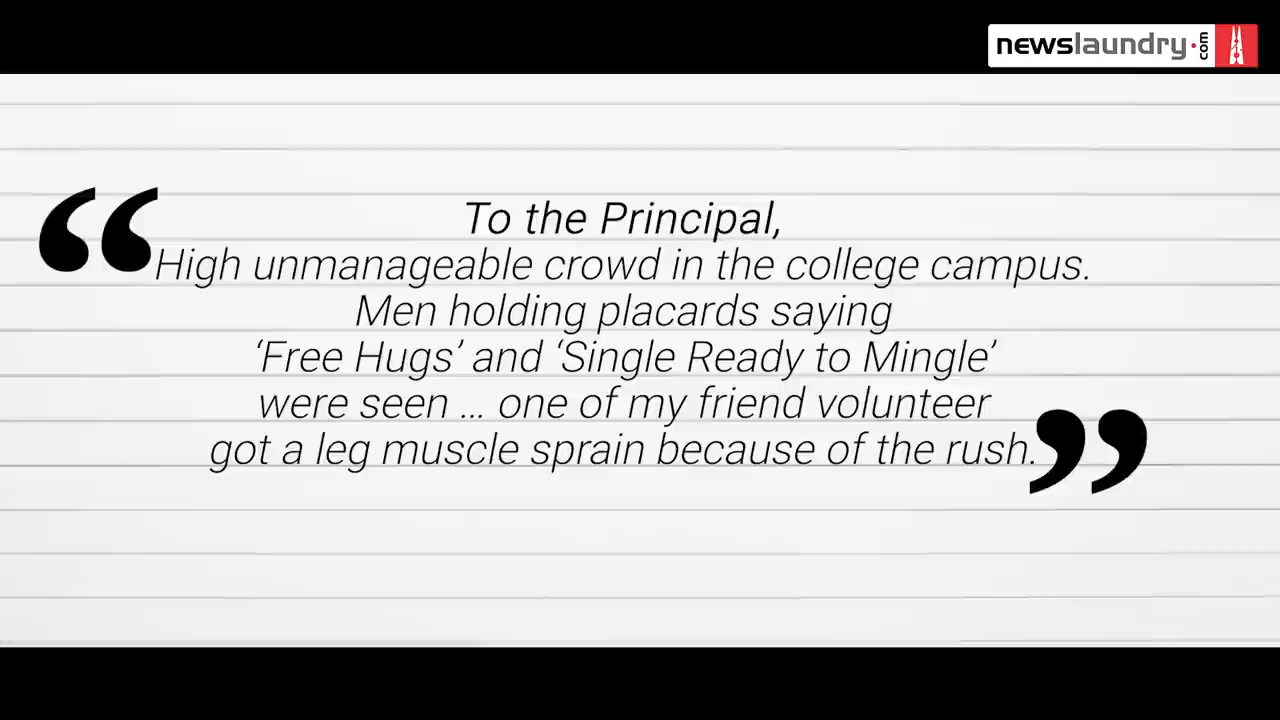 newslaundry.com
“To the Principal,
High unmanageable crowd in the college campus.
Men holding placards saying
‘Free Hugs’ and ‘Single Ready to Mingle’
were seen ... one of my friend volunteer
got a leg muscle sprain because of the rush.”